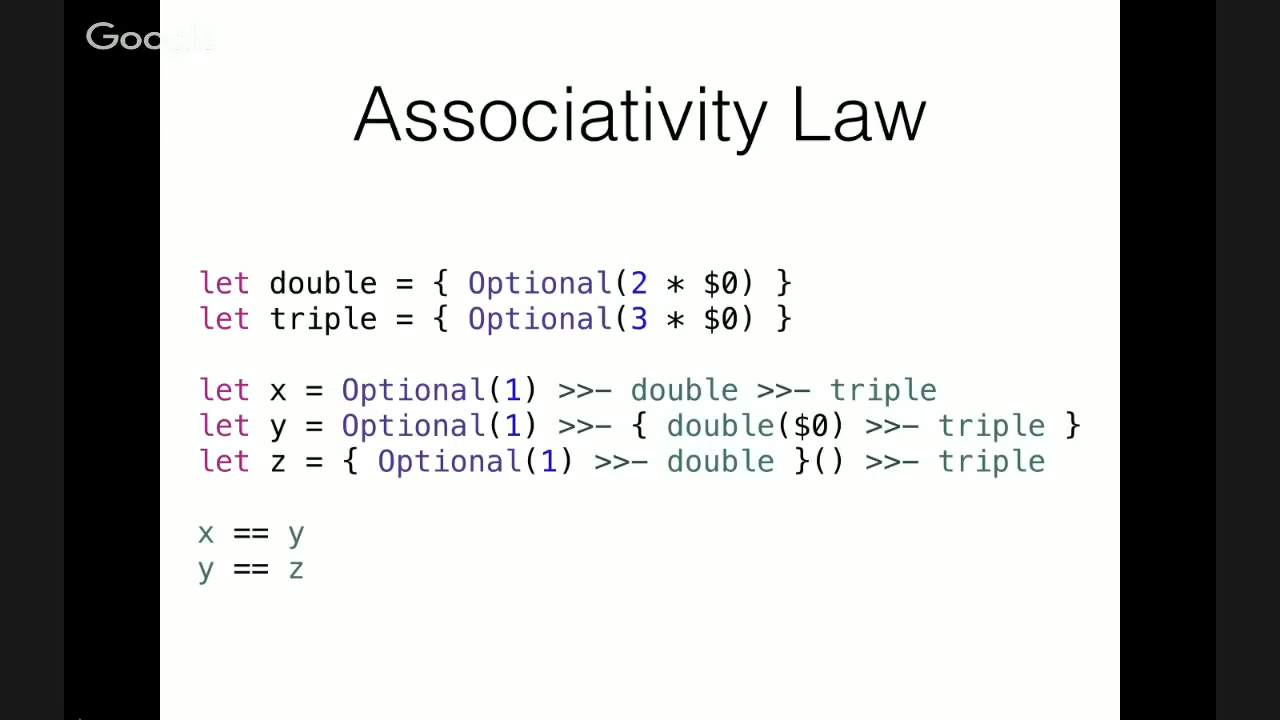 Google
Associativity Law
let double = { Optional(2 * $0) }
let triple = { Optional(3 * $0) }
let x = Optional(1) >>- double >>- triple
let y = Optional(1) >>- { double($0) >>- triple }
let z = { Optional(1) >>- double }() >>- triple
x == y
y == z